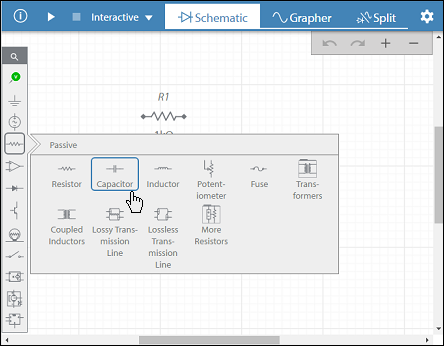 Interactive
Schematic
Grapher
Split
R1
1kΩ
Passive
Resistor
Capacitor
Inductor
Potent-
iometer
Fuse
Trans-
formers
Coupled
Inductors
Lossy Trans-
mission
Line
Lossless
Trans-
mission
Line
More
Resistors